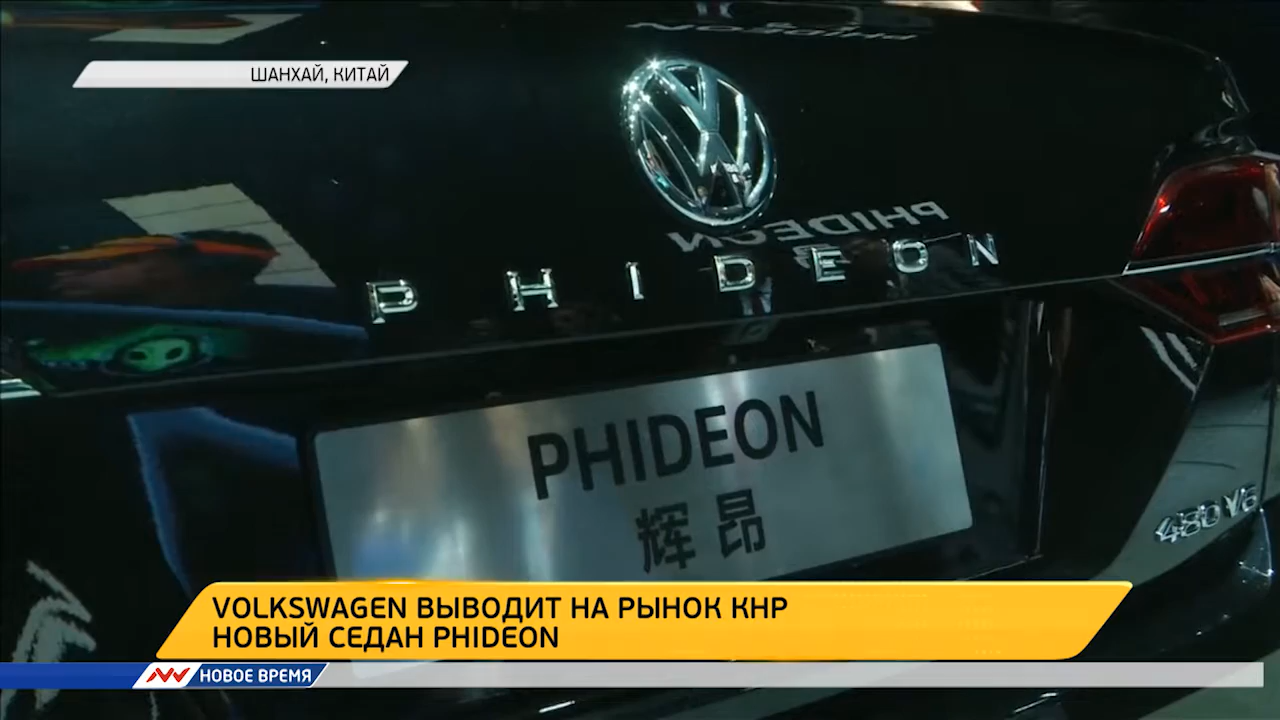 ШАНХАЙ, КИТАЙ
PHIDEON
PHIDEON
辉昂
480 V6
VOLKSWAGEN ВЫВОДИТ НА РЫНОК КНР
НОВЫЙ СЕДАН PHIDEON
НОВОЕ ВРЕМЯ